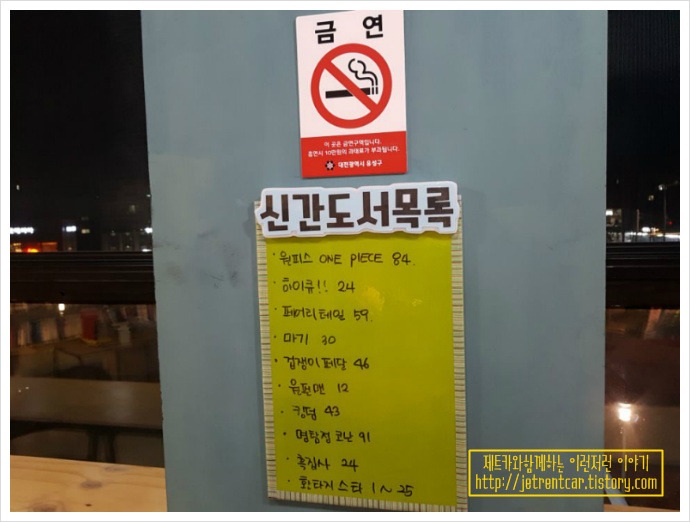 금 연
이 곳은 금연구역입니다.
흡연시 10만원의 과태료가 부과됩니다.
대전광역시 유성구
신간도서목록
· 원피스 ONE PIECE 84.
· 하이큐!! 24
· 페어리테일 59.
· 마기 30
· 겁쟁이 페달 46
· 원펀맨 12
· 킹덤 43
· 명탐정 코난 91
· 흑집사 24
· 환타지스타 1~25
제트카와함께하는 이런저런 이야기
http://jetrentcar.tistory.com